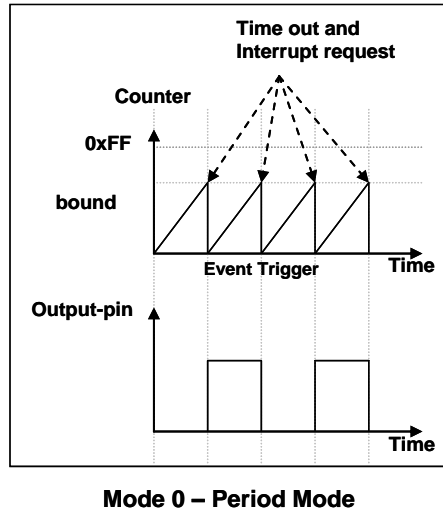 Time out and
Interrupt request
Counter
0xFF
bound
Event Trigger
Time
Output-pin
Time
Mode 0 – Period Mode